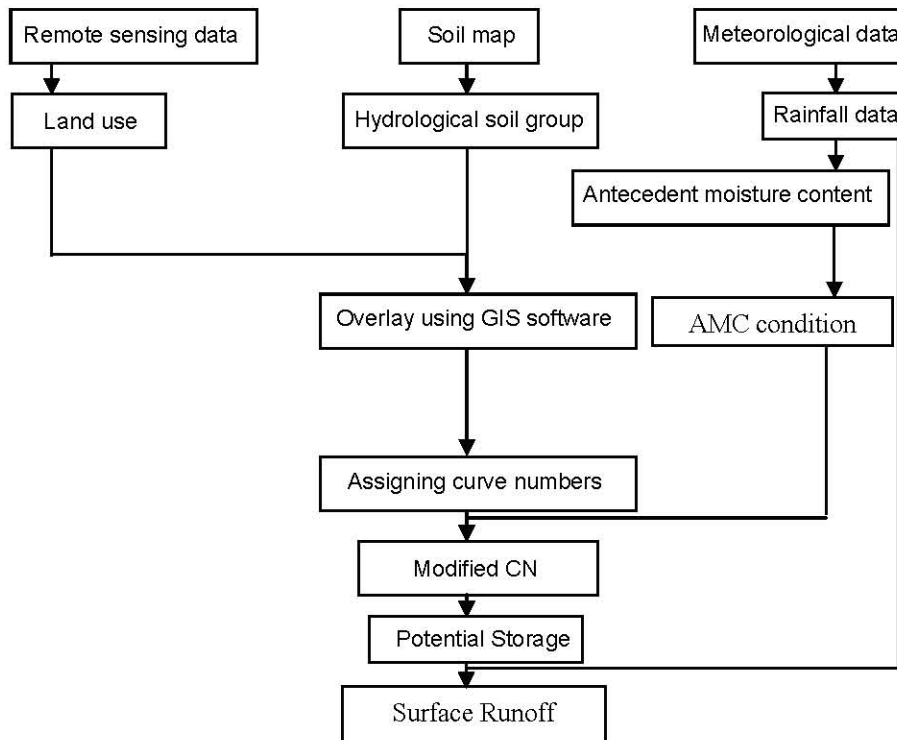 Remote sensing data
Soil map
Meteorological data
Land use
Hydrological soil group
Rainfall data
Antecedent moisture content
Overlay using GIS software
AMC condition
Assigning curve numbers
Modified CN
Potential Storage
Surface Runoff